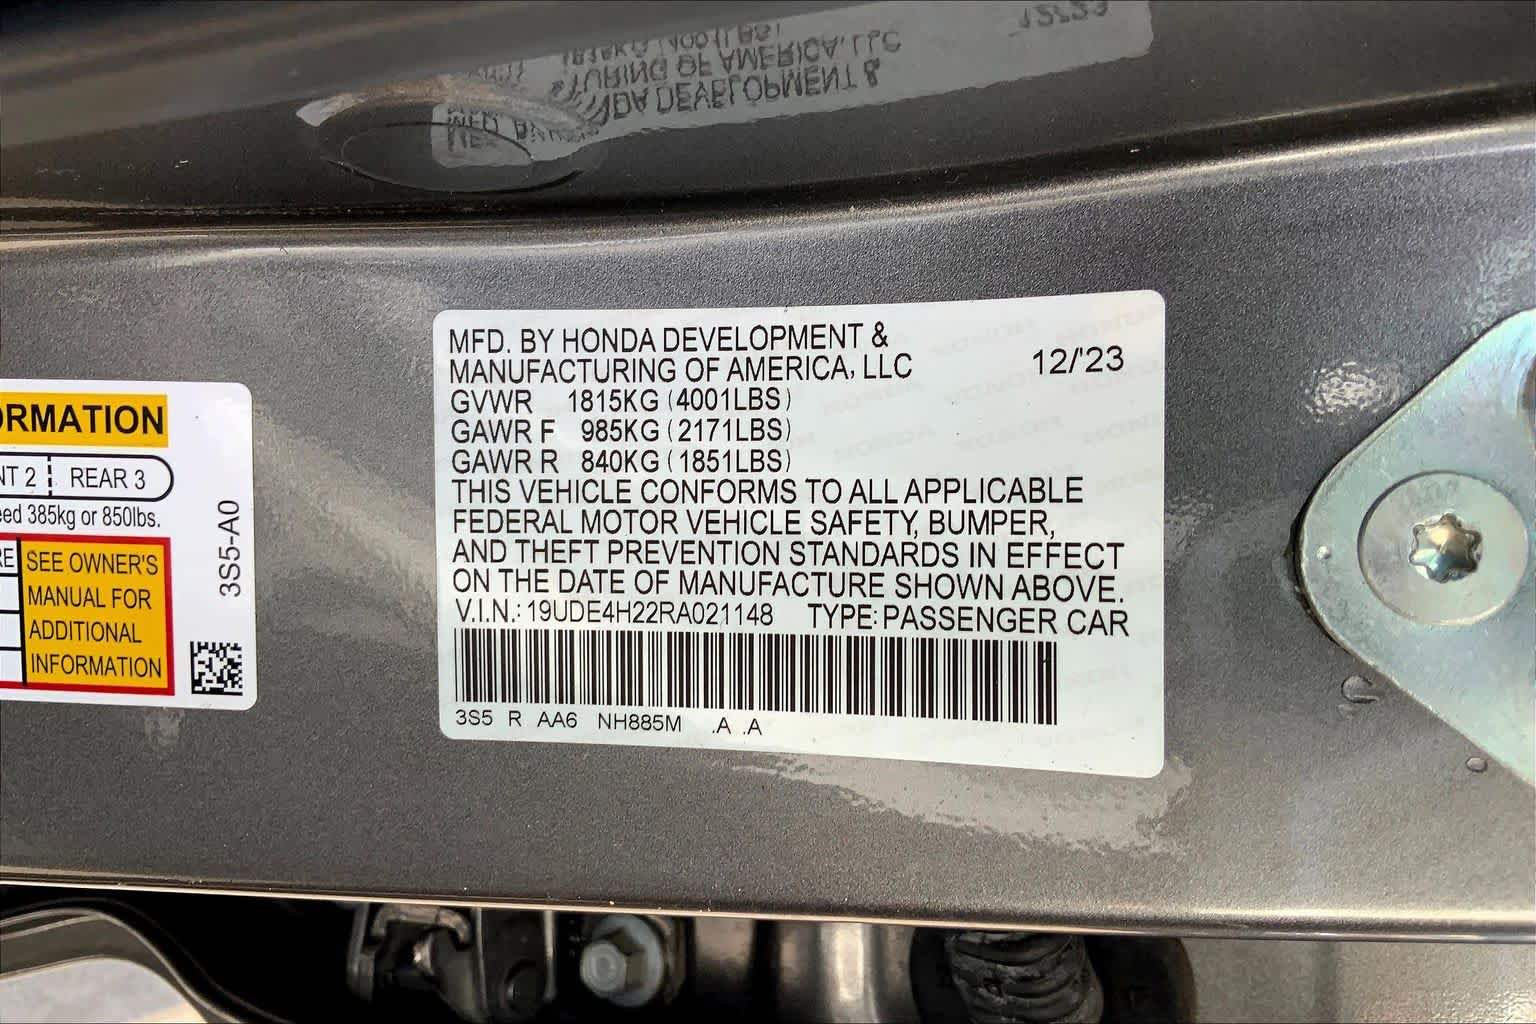 12/'23
MFD. BY HONDA DEVELOPMENT &
MANUFACTURING OF AMERICA, LLC
GVWR 1815KG (4001LBS)
GAWR F 985KG (2171LBS)
GAWR R 840KG (1851LBS)
THIS VEHICLE CONFORMS TO ALL APPLICABLE
FEDERAL MOTOR VEHICLE SAFETY, BUMPER,
AND THEFT PREVENTION STANDARDS IN EFFECT
ON THE DATE OF MANUFACTURE SHOWN ABOVE.
V.I.N.: 19UDE4H22RA021148 TYPE: PASSENGER CAR
3S5 R AA6 NH885M .A .A
ORMATION
NT 2 REAR 3
eed 385kg or 850lbs.
RE
SEE OWNER'S
MANUAL FOR
ADDITIONAL
INFORMATION
3S5-A0